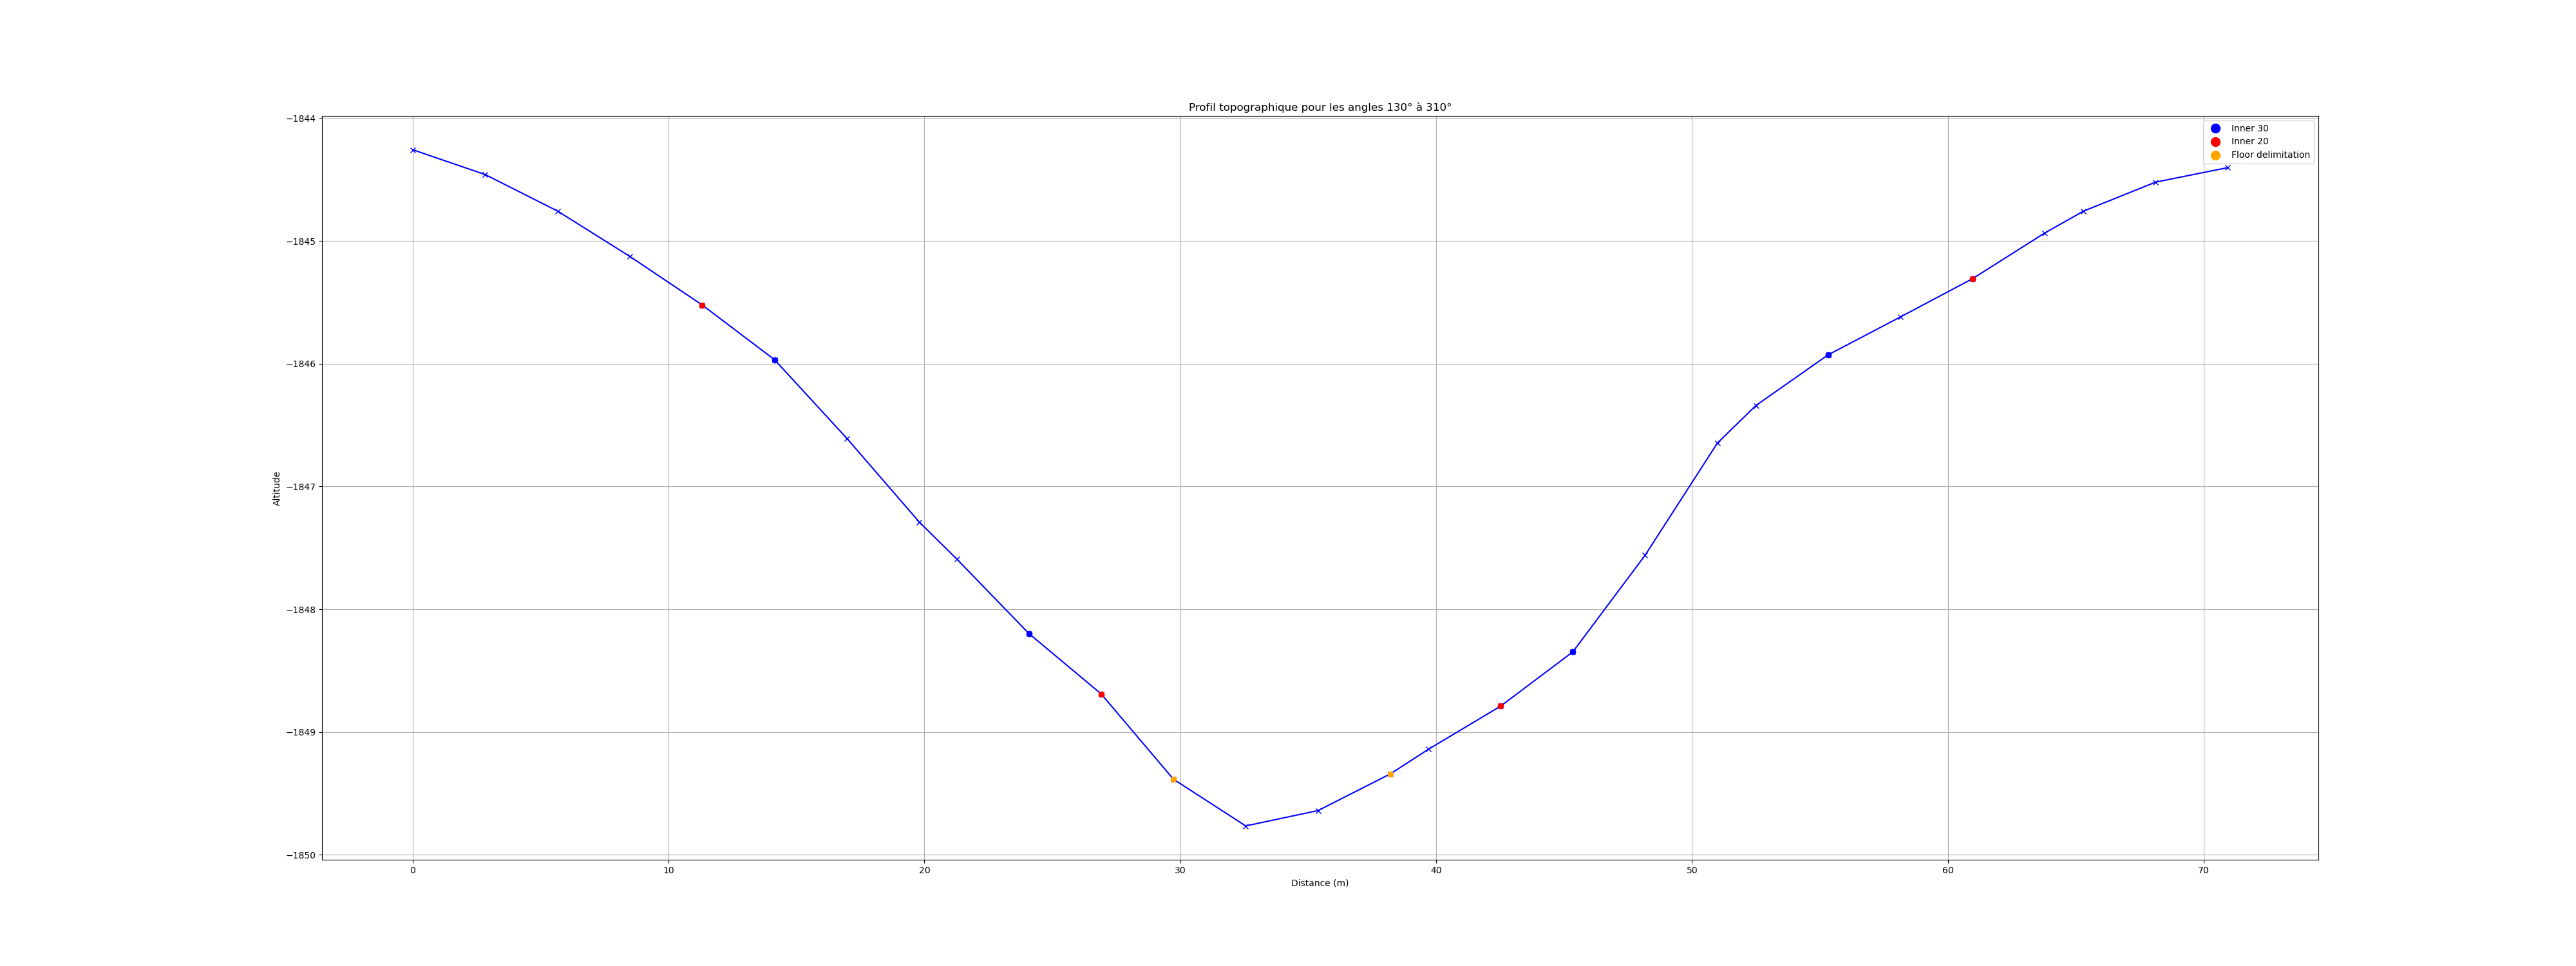 Profil topographique pour les angles 130° à 310°
Inner 30
Inner 20
Floor delimitation
Altitude
−1844
−1845
−1846
−1847
−1848
−1849
−1850
0 10 20 30 40 50 60 70
Distance (m)